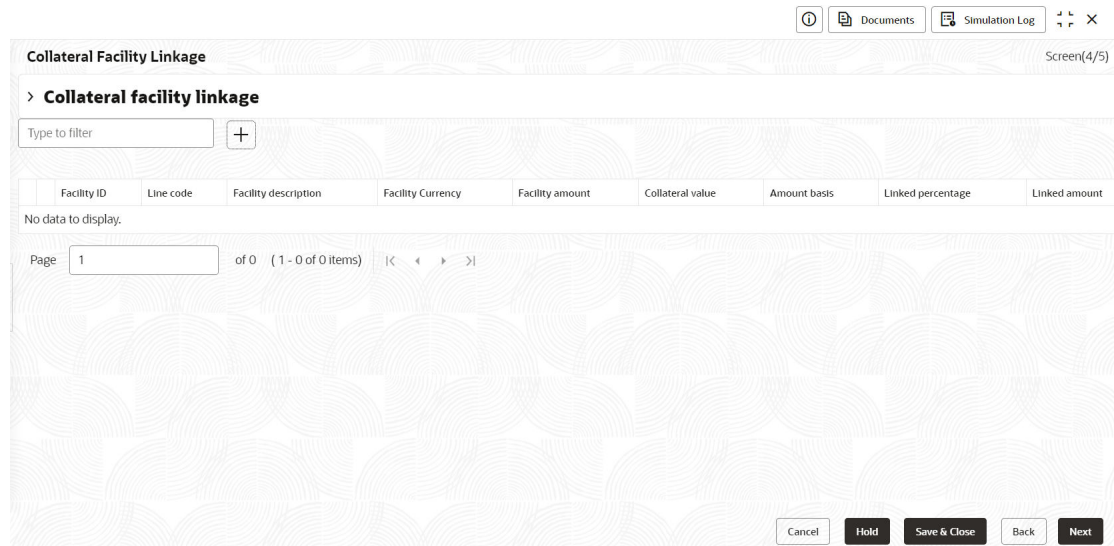 Documents Simulation Log
Collateral Facility Linkage Screen(4/5)
Collateral facility linkage
Type to filter
Facility ID Line code Facility description Facility Currency Facility amount Collateral value Amount basis Linked percentage Linked amount
No data to display.
Page 1 of 0 ( 1 - 0 of 0 items)
Cancel Hold Save & Close Back Next